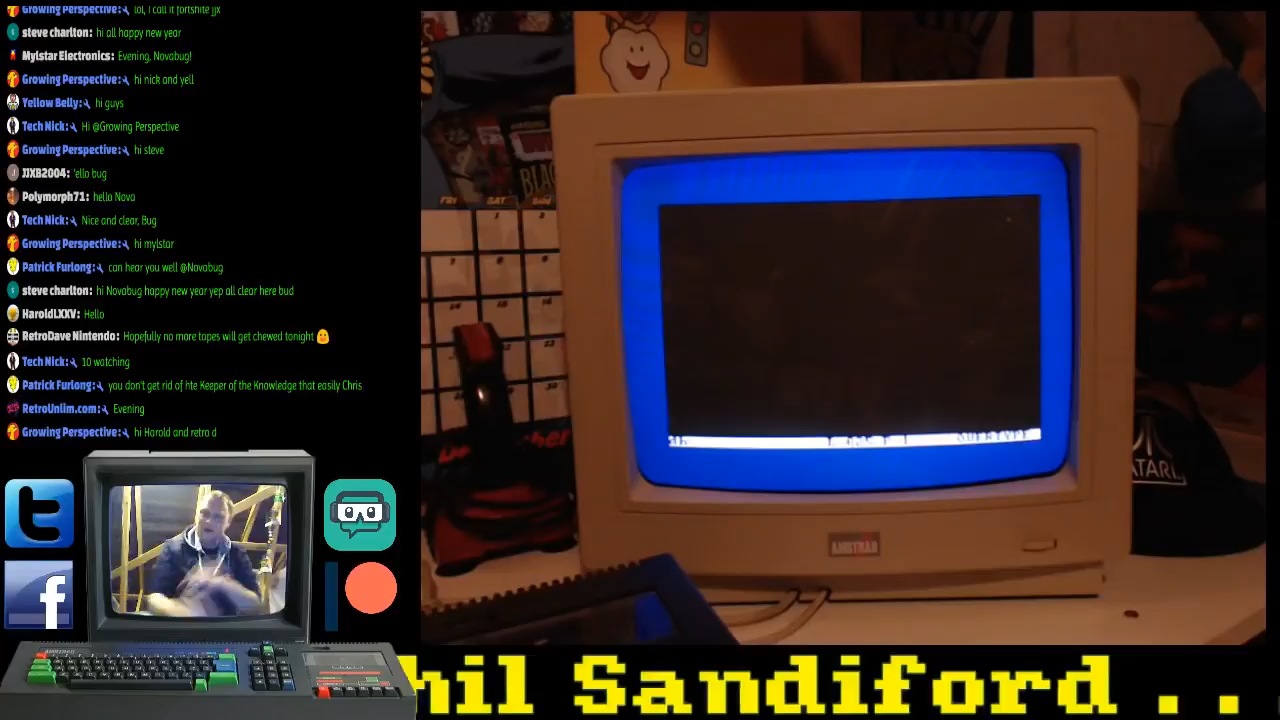 Growing Perspective: lol, I call it fortshite jjx
steve charlton: hi all happy new year
Mylstar Electronics: Evening, Novabug!
Growing Perspective: hi nick and yell
Yellow Belly: hi guys
Tech Nick: Hi @Growing Perspective
Growing Perspective: hi steve
JJXB2004: 'ello bug
Polymorph71: hello Nova
Tech Nick: Nice and clear, Bug
Growing Perspective: hi mylstar
Patrick Furlong: can hear you well @Novabug
steve charlton: hi Novabug happy new year yep all clear here bud
HaroldLXXV: Hello
RetroDave Nintendo: Hopefully no more tapes will get chewed tonight
Tech Nick: 10 watching
Patrick Furlong: you don't get rid of hte Keeper of the Knowledge that easily Chris
RetroUnlim.com: Evening
Growing Perspective: hi Harold and retro d
AMSTRAD
ATARI
hil Sandiford . .